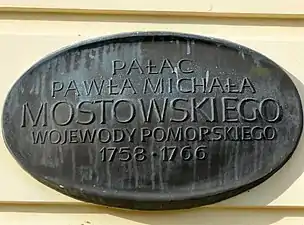 PAŁAC
PAWŁA MICHAŁA
MOSTOWSKIEGO
WOJEWODY POMORSKIEGO
1758 · 1766